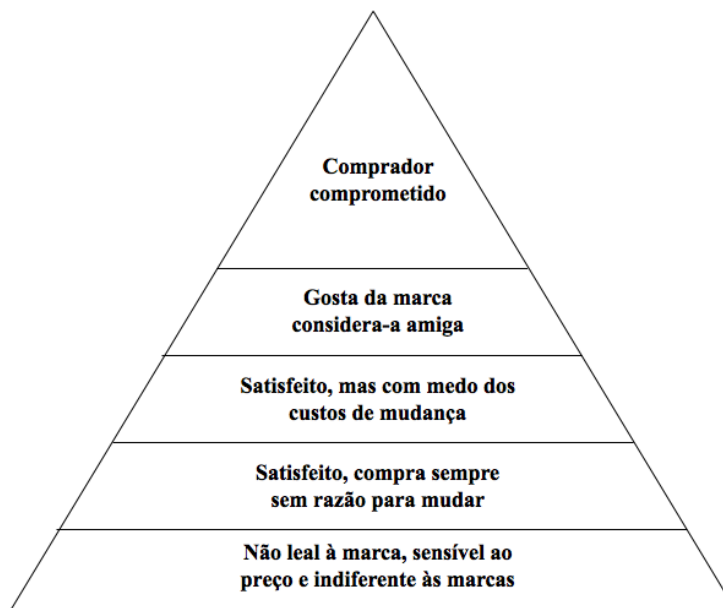 Comprador
comprometido
Gosta da marca
considera-a amiga
Satisfeito, mas com medo dos
custos de mudança
Satisfeito, compra sempre
sem razão para mudar
Não leal à marca, sensível ao
preço e indiferente às marcas